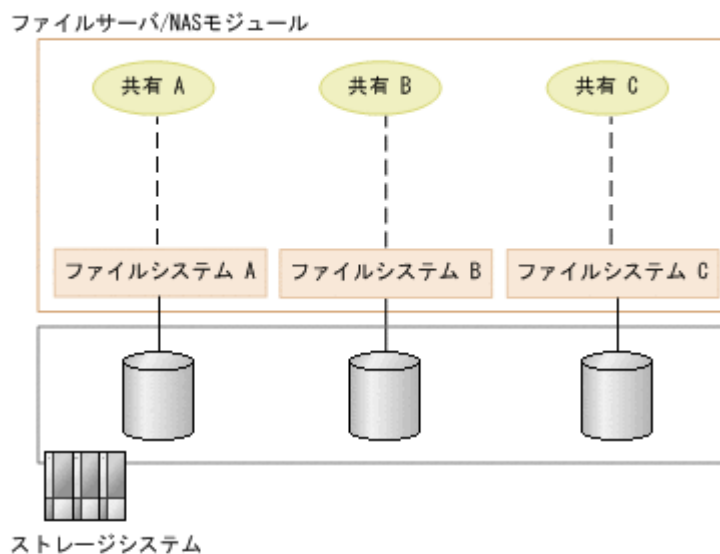 ファイルサーバ/NASモジュール
共有 A
共有 B
共有 C
ファイルシステム A
ファイルシステム B
ファイルシステム C
ストレージシステム